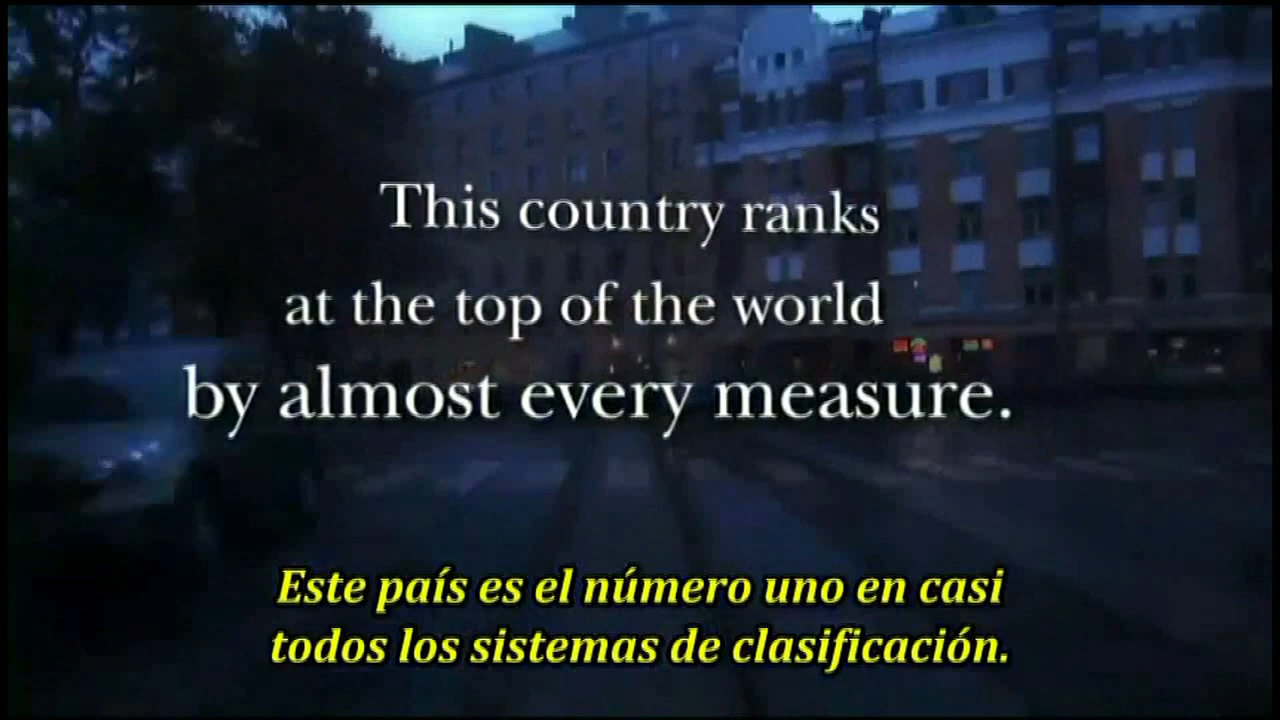 This country ranks
at the top of the world
by almost every measure.
Este país es el número uno en casi
todos los sistemas de clasificación.